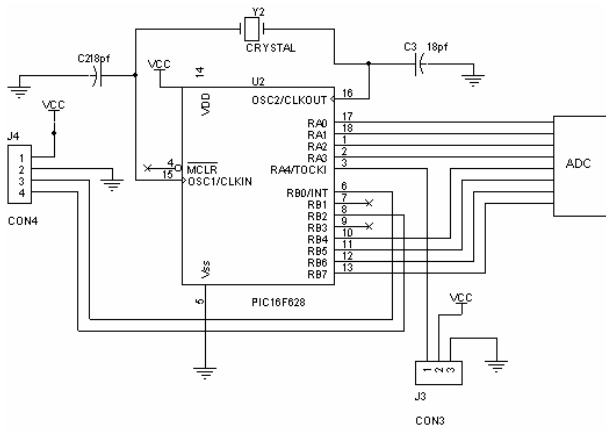 Y2
CRYSTAL
C218pf
C3 18pf
VCC
14
U2
VDD
OSC2/CLKOUT
16
VCC
J4
1
2
3
4
CON4
4
15
MCLR
OSC1/CLKIN
RA0
RA1
RA2
RA3
RA4/TOCKI
RB0/INT
RB1
RB2
RB3
RB4
RB5
RB6
RB7
17
18
1
2
3
6
7
8
9
10
11
12
13
ADC
Vss
5
PIC16F628
VCC
1
2
3
J3
CON3